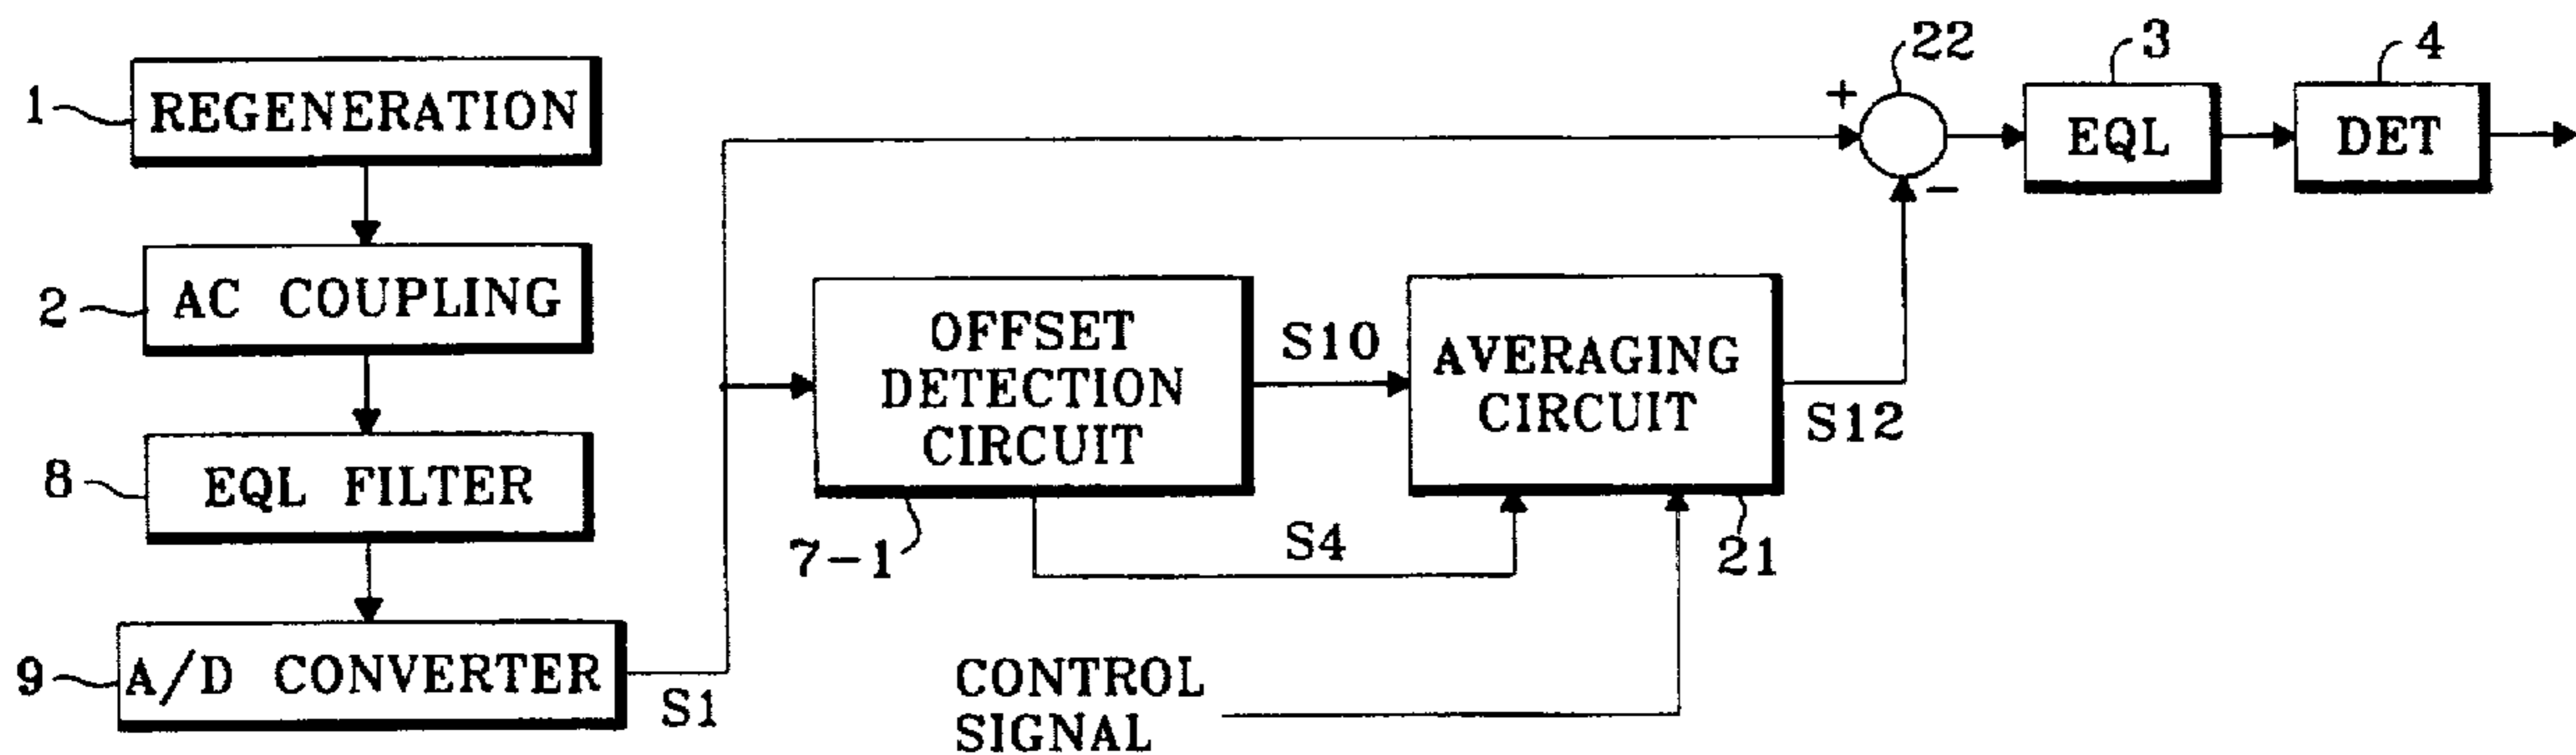 1
REGENERATION
2
AC COUPLING
8
EQL FILTER
9
A/D CONVERTER
S1
OFFSET
DETECTION
CIRCUIT
7-1
S10
S4
AVERAGING
CIRCUIT
21
S12
CONTROL
SIGNAL
+
-
22
3
EQL
4
DET